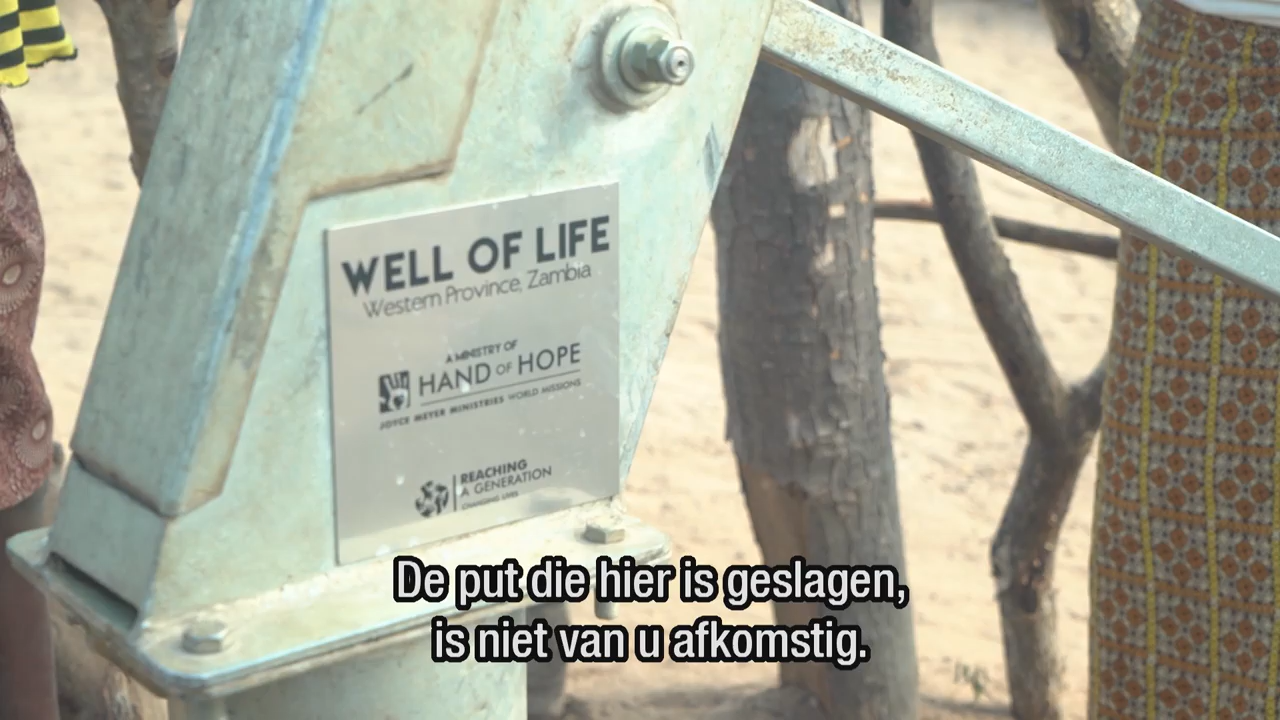 WELL OF LIFE
Western Province, Zambia
A MINISTRY OF
HAND OF HOPE
JOYCE MEYER MINISTRIES WORLD MISSIONS
REACHING
A GENERATION
CHANGING LIVES
De put die hier is geslagen,
is niet van u afkomstig.